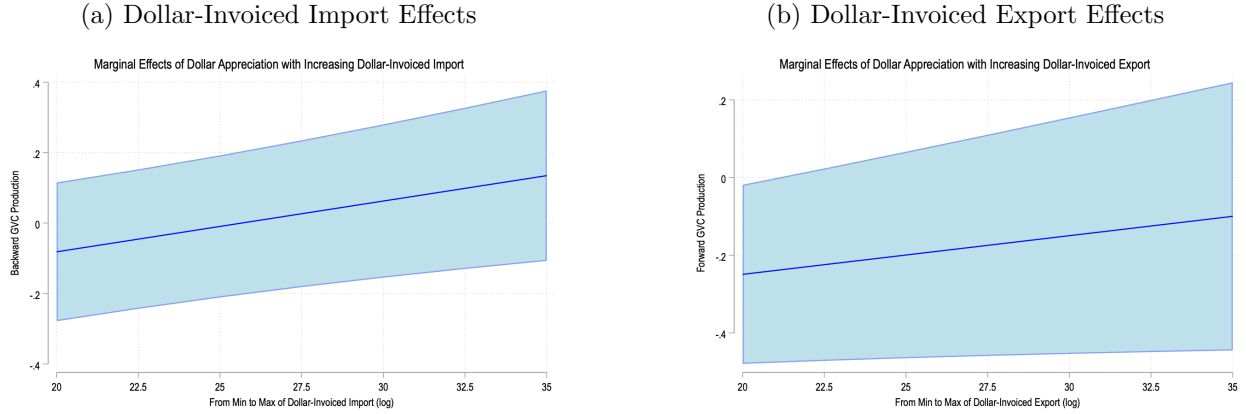 (a) Dollar-Invoiced Import Effects
Marginal Effects of Dollar Appreciation with Increasing Dollar-Invoiced Import
Backward GVC Production
.4
.2
0
-.2
-.4
20 22.5 25 27.5 30 32.5 35
From Min to Max of Dollar-Invoiced Import (log)
(b) Dollar-Invoiced Export Effects
Marginal Effects of Dollar Appreciation with Increasing Dollar-Invoiced Export
Forward GVC Production
.2
0
-.2
-.4
20 22.5 25 27.5 30 32.5 35
From Min to Max of Dollar-Invoiced Export (log)